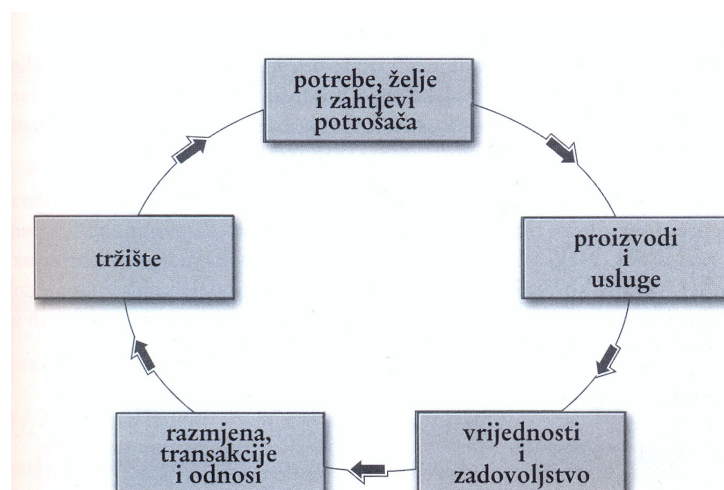 potrebe, želje
i zahtjevi
potrošača
proizvodi
i
usluge
vrijednosti
i
zadovoljstvo
razmjena,
transakcije
i odnosi
tržište